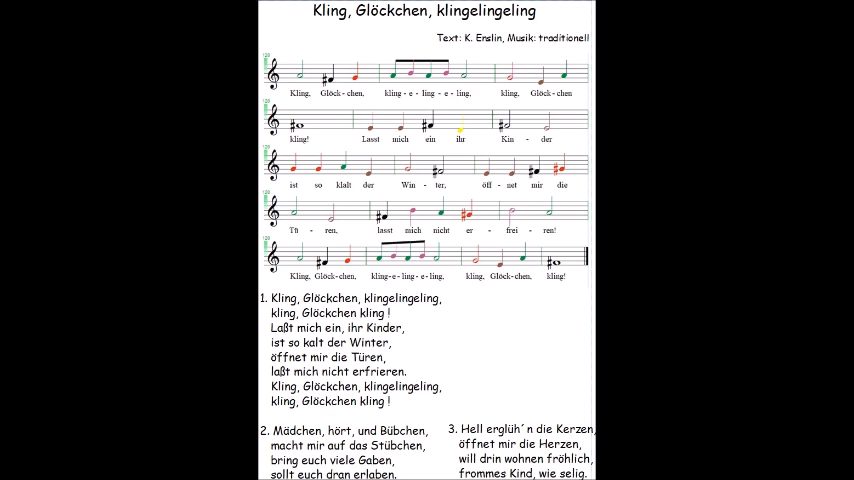 Kling, Glöckchen, klingelingeling
Text: K. Enslin, Musik: traditionell
120
Kling, Glöck- chen, kling - e - ling - e - ling, kling, Glöck - chen
120
kling! Lasst mich ein ihr Kin - der
120
ist so klalt der Win - ter, öff - net mir die
120
Tü - ren, lasst mich nicht er - frei - ren!
120
Kling, Glöck- chen, kling-e - ling - e - ling, kling, Glöck- chen, kling!
1. Kling, Glöckchen, klingelingeling,
kling, Glöckchen kling !
Laßt mich ein, ihr Kinder,
ist so kalt der Winter,
öffnet mir die Türen,
laßt mich nicht erfrieren.
Kling, Glöckchen, klingelingeling,
kling, Glöckchen kling !
2. Mädchen, hört, und Bübchen,
macht mir auf das Stübchen,
bring euch viele Gaben,
sollt euch dran erlaben.
3. Hell erglüh´n die Kerzen,
öffnet mir die Herzen,
will drin wohnen fröhlich,
frommes Kind, wie selig.